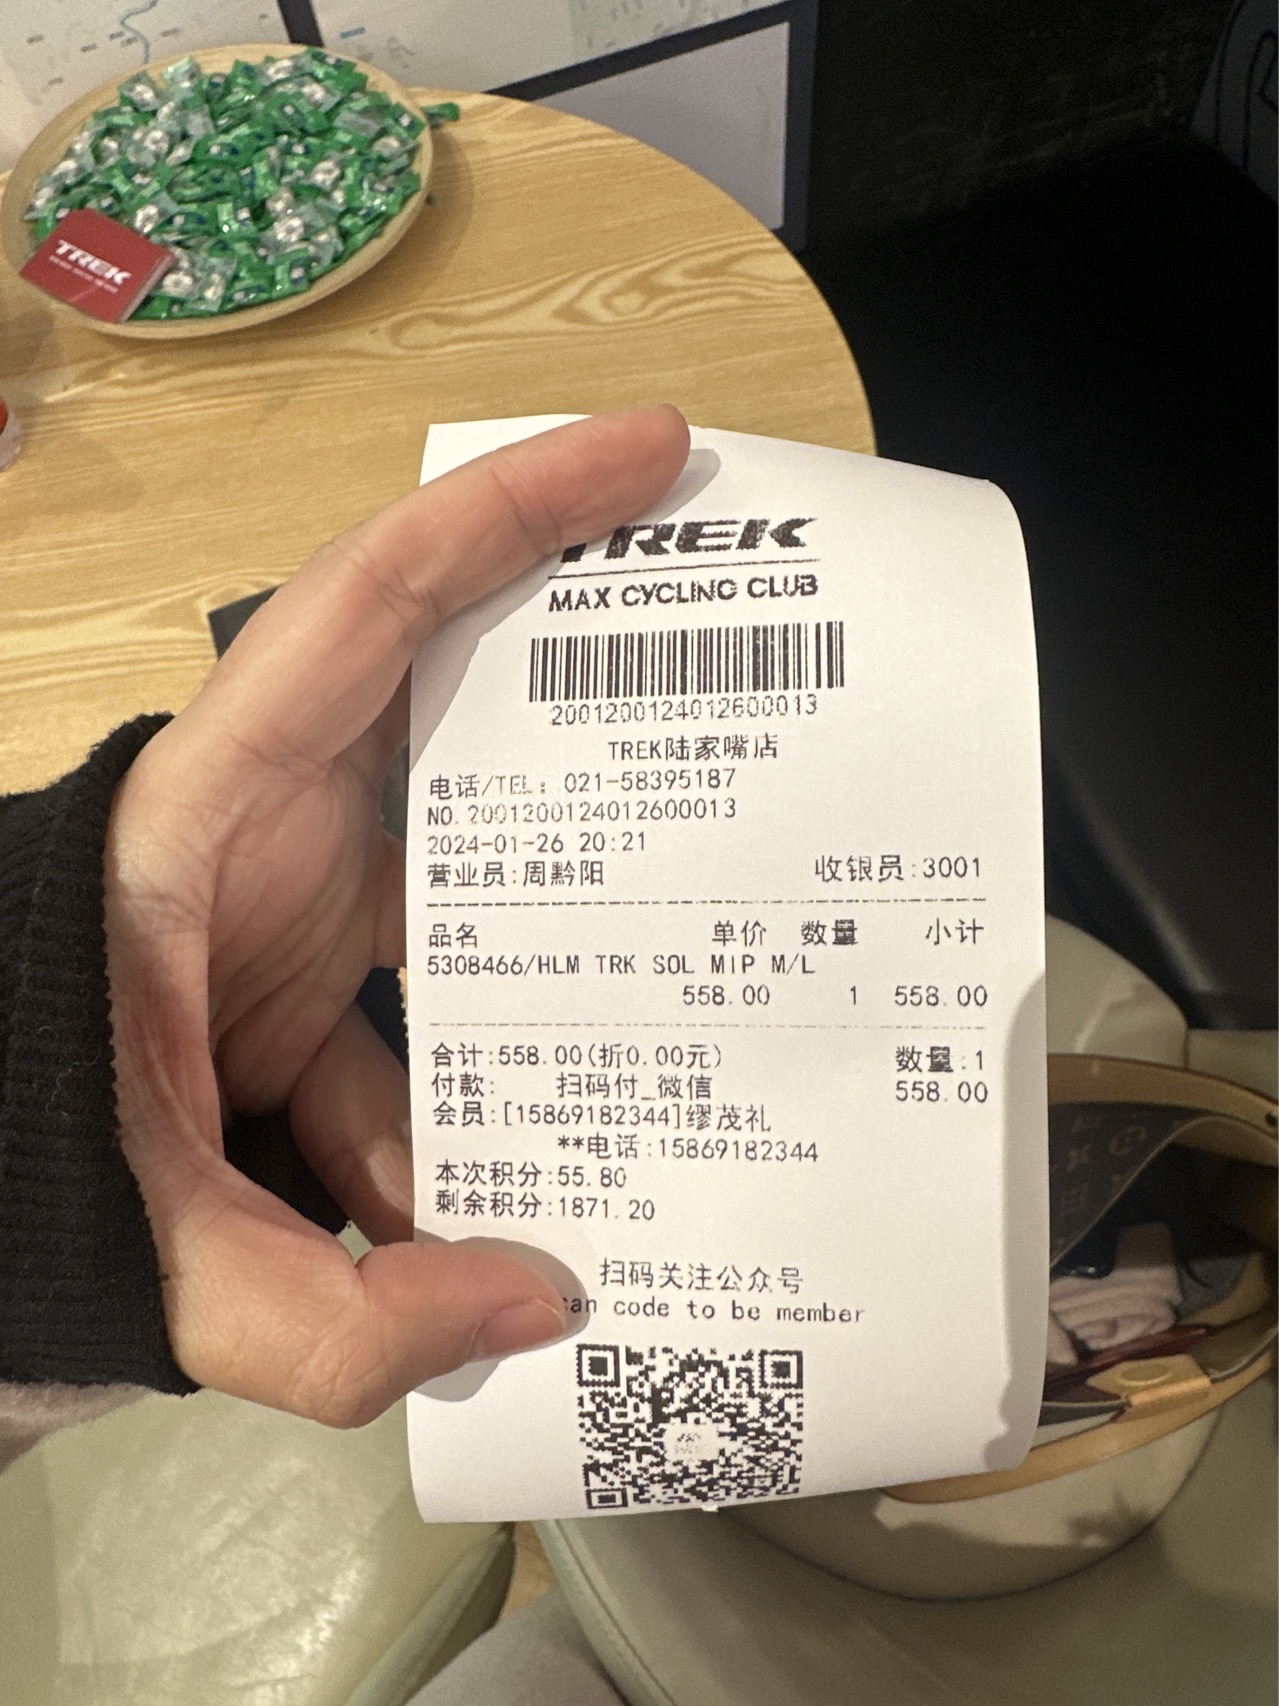 TREK
TREK
MAX CYCLING CLUB
2001200124012600013
TREK陆家嘴店
电话/TEL: 021-58395187
NO.2001200124012600013
2024-01-26 20:21
营业员:周黔阳 收银员:3001
品名 单价 数量 小计
5308466/HLM TRK SOL MIP M/L
558.00 1 558.00
合计:558.00(折0.00元) 数量:1
付款: 扫码付_微信 558.00
会员:[15869182344]缪茂礼
**电话:15869182344
本次积分:55.80
剩余积分:1871.20
扫码关注公众号
can code to be member